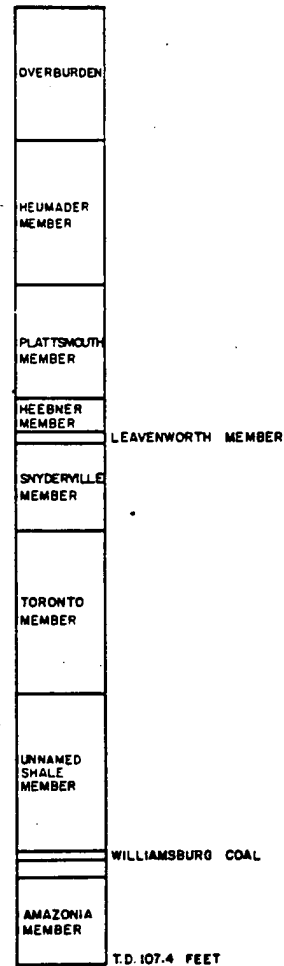 OVERBURDEN
HEUMADER
MEMBER
PLATTSMOUTH
MEMBER
HEEBNER
MEMBER
LEAVENWORTH MEMBER
SNYDERVILLE
MEMBER
TORONTO
MEMBER
UNNAMED
SHALE
MEMBER
WILLIAMSBURG COAL
AMAZONIA
MEMBER
T.D. 107.4 FEET